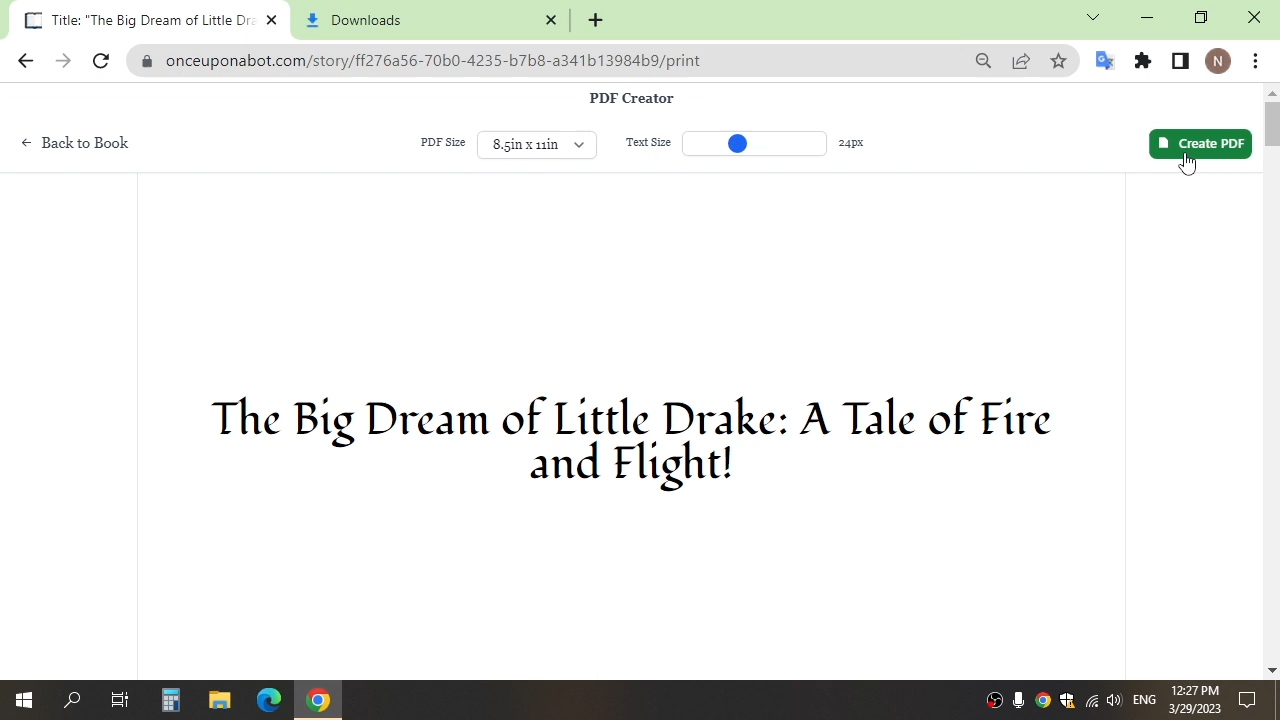 Title: "The Big Dream of Little Dra
Downloads
onceuponabot.com/story/ff276a56-70b0-4235-b7b8-a341b13984b9/print
N
PDF Creator
Back to Book
PDF Size
8.5in x 11in
Text Size
24px
Create PDF
The Big Dream of Little Drake: A Tale of Fire
and Flight!
ENG
12:27 PM
3/29/2023